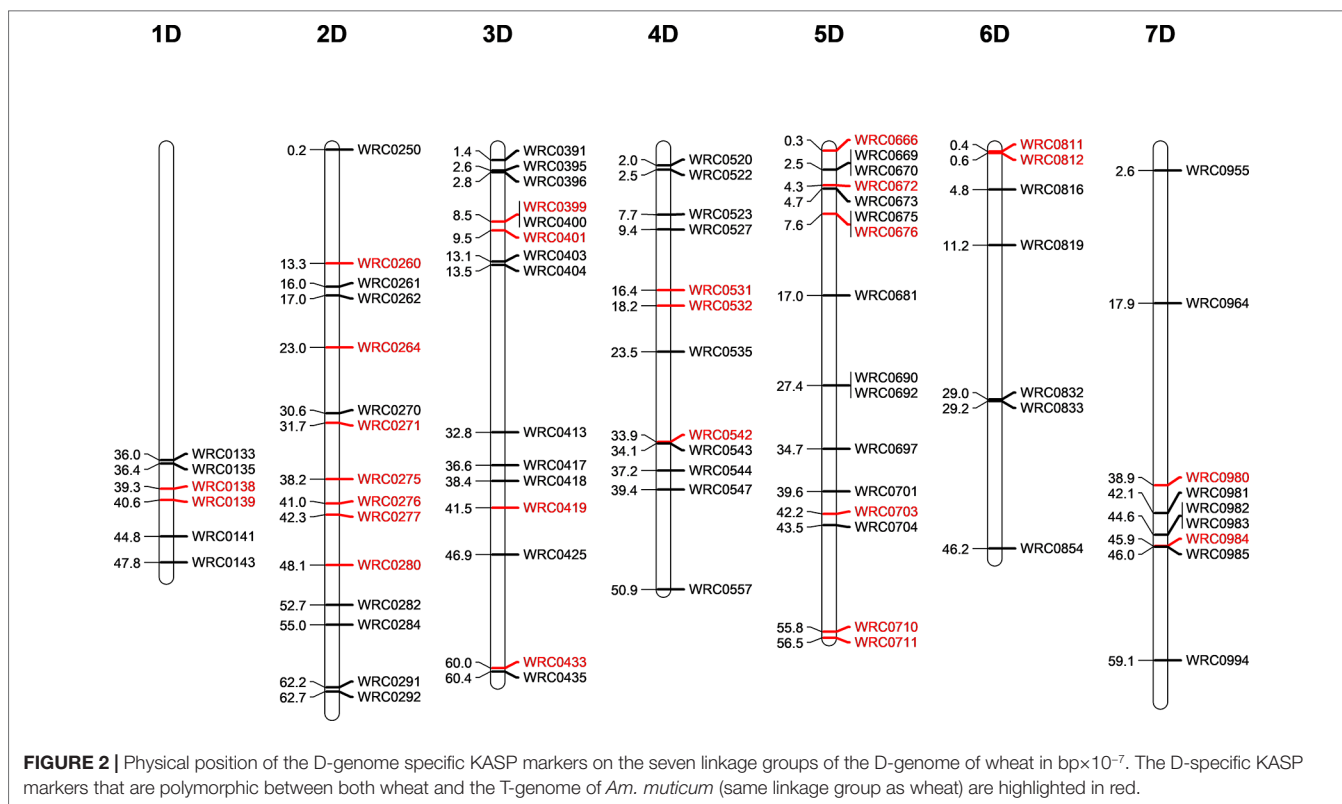 1D 2D 3D 4D 5D 6D 7D
36.0 WRC0133
36.4 WRC0135
39.3 WRC0138
40.6 WRC0139
44.8 WRC0141
47.8 WRC0143
0.2 WRC0250
13.3 WRC0260
16.0 WRC0261
17.0 WRC0262
23.0 WRC0264
30.6 WRC0270
31.7 WRC0271
38.2 WRC0275
41.0 WRC0276
42.3 WRC0277
48.1 WRC0280
52.7 WRC0282
55.0 WRC0284
62.2 WRC0291
62.7 WRC0292
1.4 WRC0391
2.6 WRC0395
2.8 WRC0396
8.5 WRC0399
WRC0400
9.5 WRC0401
13.1 WRC0403
13.5 WRC0404
32.8 WRC0413
36.6 WRC0417
38.4 WRC0418
41.5 WRC0419
46.9 WRC0425
60.0 WRC0433
60.4 WRC0435
2.0 WRC0520
2.5 WRC0522
7.7 WRC0523
9.4 WRC0527
16.4 WRC0531
18.2 WRC0532
23.5 WRC0535
33.9 WRC0542
34.1 WRC0543
37.2 WRC0544
39.4 WRC0547
50.9 WRC0557
0.3 WRC0666
2.5 WRC0669
WRC0670
4.3 WRC0672
4.7 WRC0673
7.6 WRC0675
WRC0676
17.0 WRC0681
27.4 WRC0690
WRC0692
34.7 WRC0697
39.6 WRC0701
42.2 WRC0703
43.5 WRC0704
55.8 WRC0710
56.5 WRC0711
0.4 WRC0811
0.6 WRC0812
4.8 WRC0816
11.2 WRC0819
29.0 WRC0832
29.2 WRC0833
46.2 WRC0854
2.6 WRC0955
17.9 WRC0964
38.9 WRC0980
42.1 WRC0981
44.6 WRC0982
WRC0983
45.9 WRC0984
46.0 WRC0985
59.1 WRC0994
FIGURE 2 | Physical position of the D-genome specific KASP markers on the seven linkage groups of the D-genome of wheat in bp×10⁻⁷. The D-specific KASP
markers that are polymorphic between both wheat and the T-genome of Am. muticum (same linkage group as wheat) are highlighted in red.